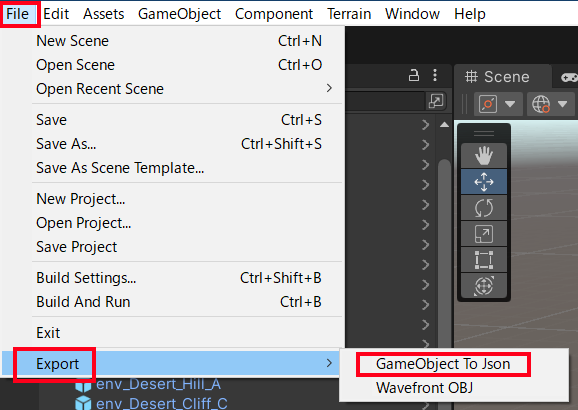 File Edit Assets GameObject Component Terrain Window Help
New Scene Ctrl+N
Open Scene Ctrl+O
Open Recent Scene
Save Ctrl+S
Save As... Ctrl+Shift+S
Save As Scene Template...
New Project...
Open Project...
Save Project
Build Settings... Ctrl+Shift+B
Build And Run Ctrl+B
Exit
Export
GameObject To Json
Wavefront OBJ
Scene
env_Desert_Hill_A
env_Desert_Cliff_C